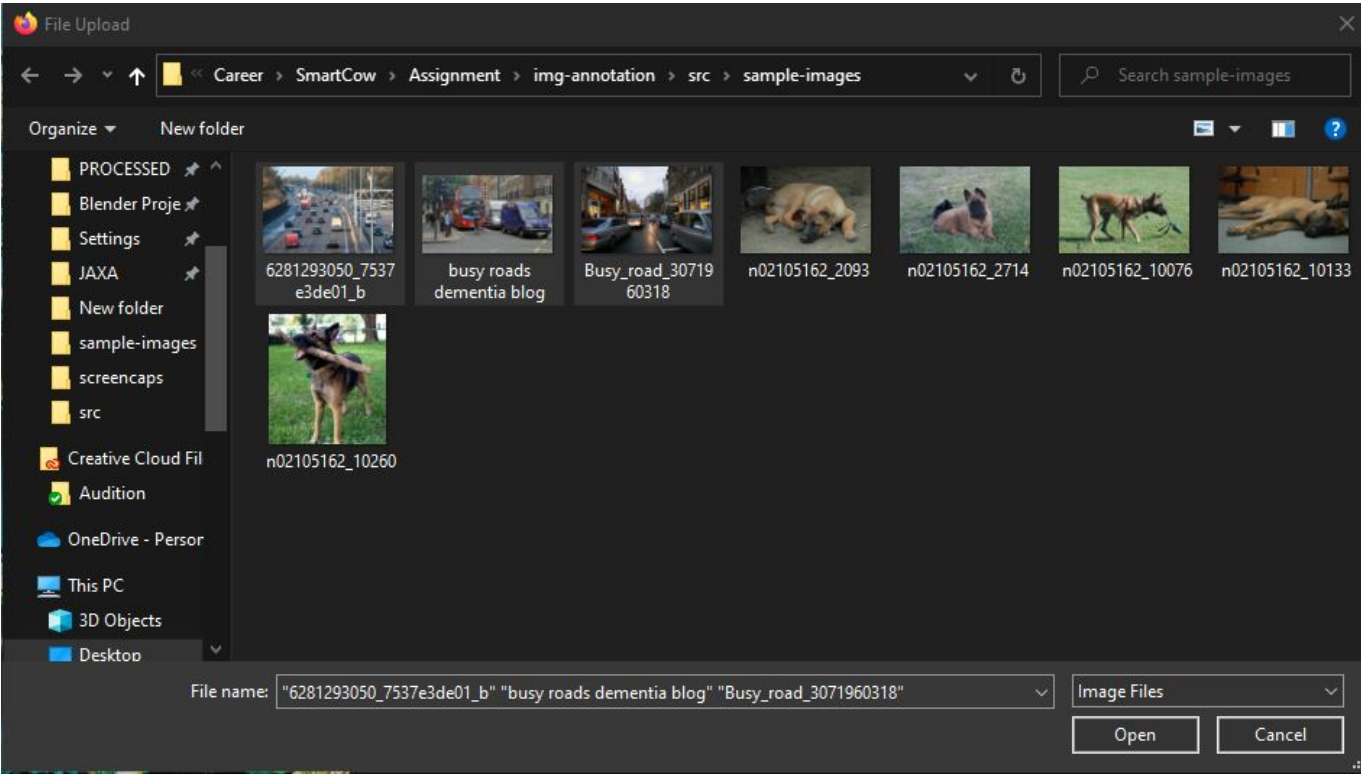 File Upload
« Career › SmartCow › Assignment › img-annotation › src › sample-images
Search sample-images
Organize
New folder
PROCESSED
Blender Proje
Settings
JAXA
New folder
sample-images
screencaps
src
Creative Cloud Fil
Audition
OneDrive - Person
This PC
3D Objects
Desktop
6281293050_7537
e3de01_b
busy roads
dementia blog
Busy_road_30719
60318
n02105162_2093
n02105162_2714
n02105162_10076
n02105162_10133
n02105162_10260
File name:
"6281293050_7537e3de01_b" "busy roads dementia blog" "Busy_road_3071960318"
Image Files
Open
Cancel